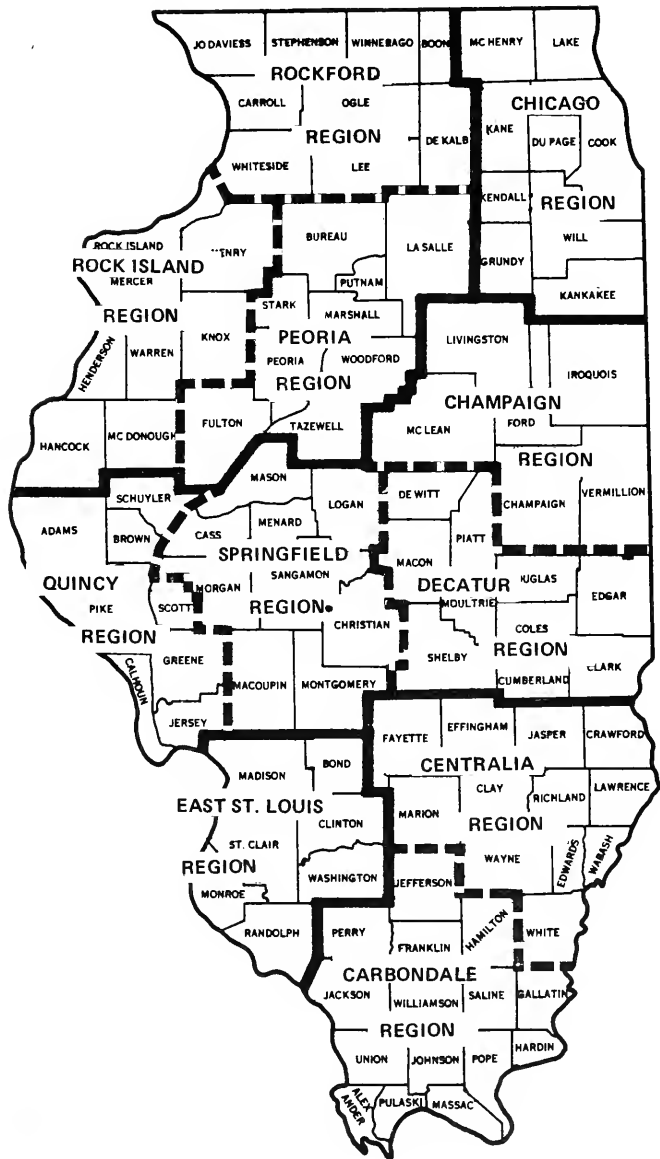 JO DAVIESS STEPHENSON WINNEBAGO BOON MC HENRY LAKE
ROCKFORD
CARROLL OGLE CHICAGO
REGION KANE DU PAGE COOK
WHITESIDE LEE DE KALB
KENDALL REGION
BUREAU LA SALLE WILL
ROCK ISLAND ENRY GRUNDY
ROCK ISLAND
MERCER PUTNAM KANKAKEE
STARK MARSHALL
REGION KNOX PEORIA LIVINGSTON
HENDERSON WARREN PEORIA WOODFORD IROQUOIS
REGION CHAMPAIGN
FULTON TAZEWELL MC LEAN FORD
HANCOCK MC DONOUGH REGION
MASON
SCHUYLER LOGAN DE WITT CHAMPAIGN VERMILLION
ADAMS BROWN CASS MENARD PIATT
SPRINGFIELD MACON
QUINCY MORGAN SANGAMON DECATUR UGLAS EDGAR
PIKE SCOTT REGION. CHRISTIAN MOULTRIE COLES
REGION SHELBY REGION
GREENE CUMBERLAND CLARK
CALHOUN MACOUPIN MONTGOMERY
JERSEY
FAYETTE EFFINGHAM JASPER CRAWFORD
MADISON BOND CENTRALIA
CLAY RICHLAND LAWRENCE
EAST ST. LOUIS MARION REGION
CLINTON
ST. CLAIR WAYNE EDWARDS WABASH
REGION WASHINGTON JEFFERSON
MONROE
RANDOLPH PERRY HAMILTON WHITE
FRANKLIN
CARBONDALE
JACKSON WILLIAMSON SALINE GALLATIN
REGION
UNION JOHNSON POPE HARDIN
ALEX
ANDER PULASKI MASSAC